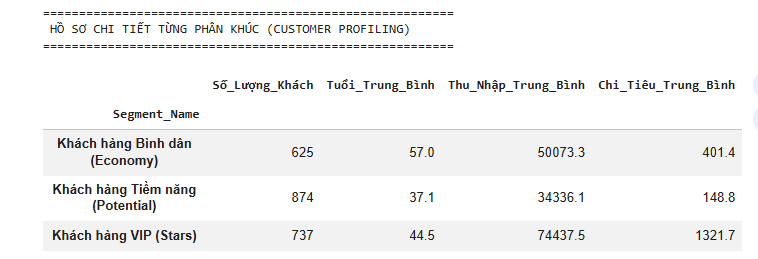 ==========================================================
HỒ SƠ CHI TIẾT TỪNG PHÂN KHÚC (CUSTOMER PROFILING)
==========================================================
Số_Lượng_Khách Tuổi_Trung_Bình Thu_Nhập_Trung_Bình Chi_Tiêu_Trung_Bình
Segment_Name
Khách hàng Bình dân
(Economy) 625 57.0 50073.3 401.4
Khách hàng Tiềm năng
(Potential) 874 37.1 34336.1 148.8
Khách hàng VIP (Stars) 737 44.5 74437.5 1321.7